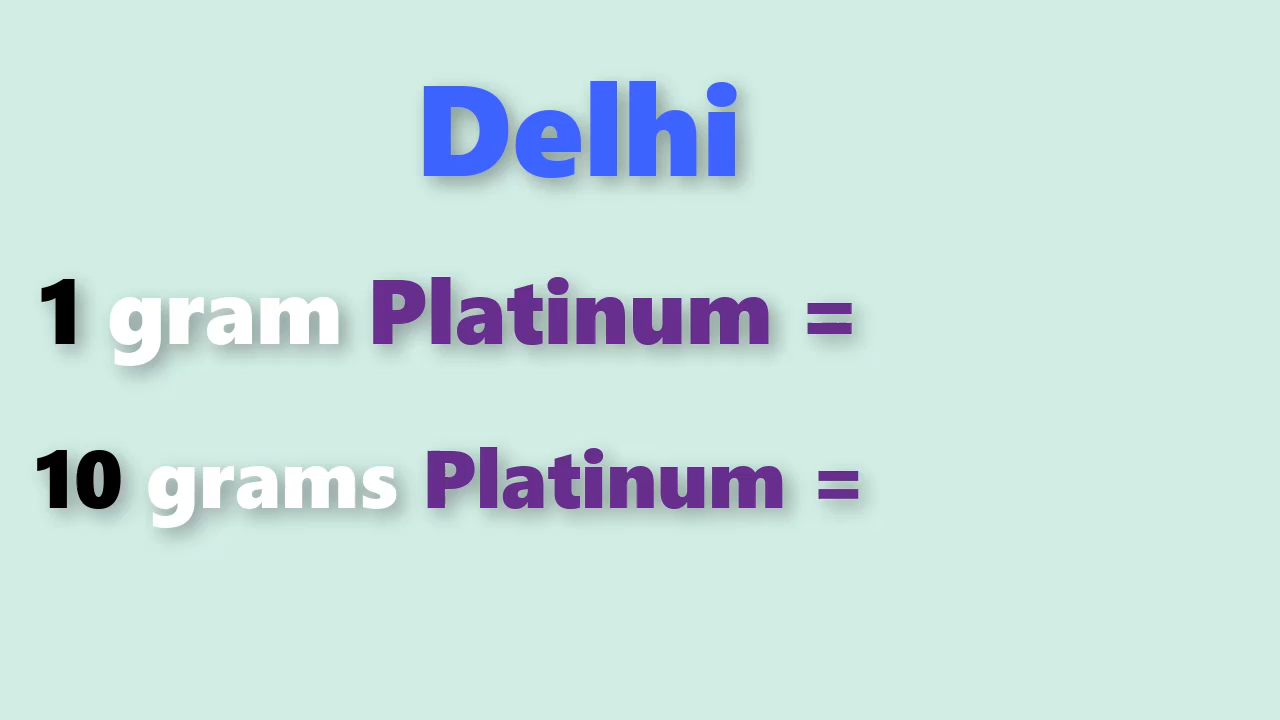 Delhi
1 gram Platinum =
10 grams Platinum =